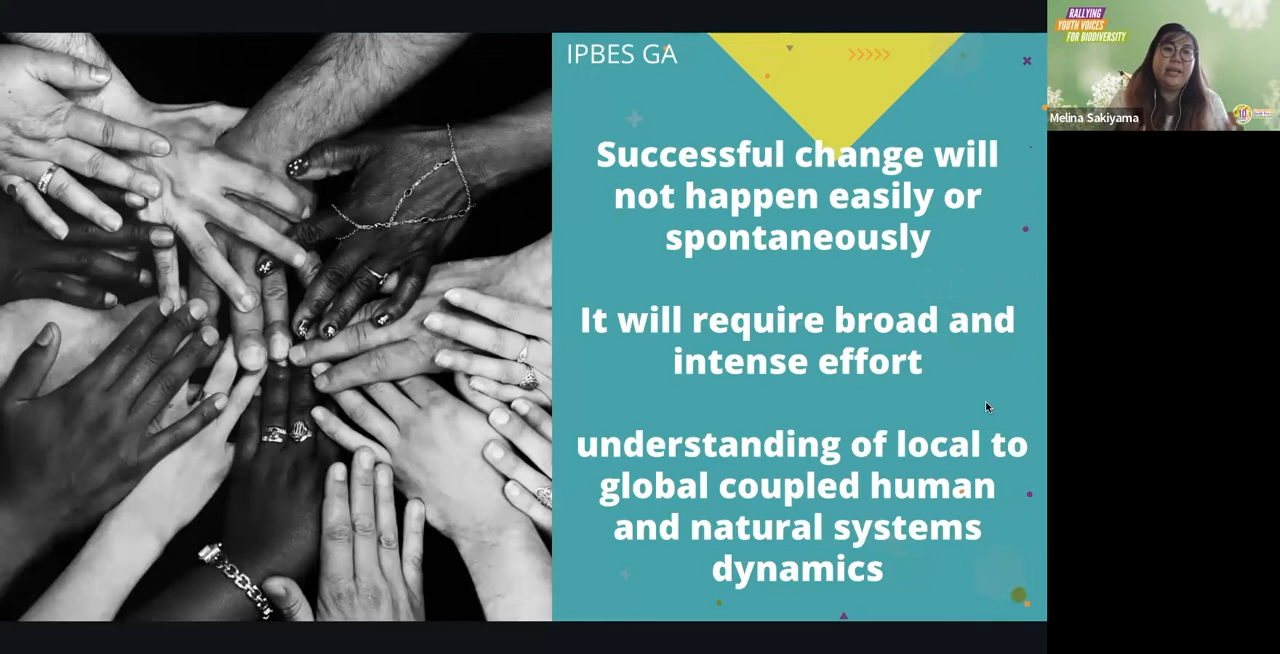 IPBES GA
Successful change will
not happen easily or
spontaneously
It will require broad and
intense effort
understanding of local to
global coupled human
and natural systems
dynamics
RALLYING
YOUTH VOICES
FOR BIODIVERSITY
Melina Sakiyama